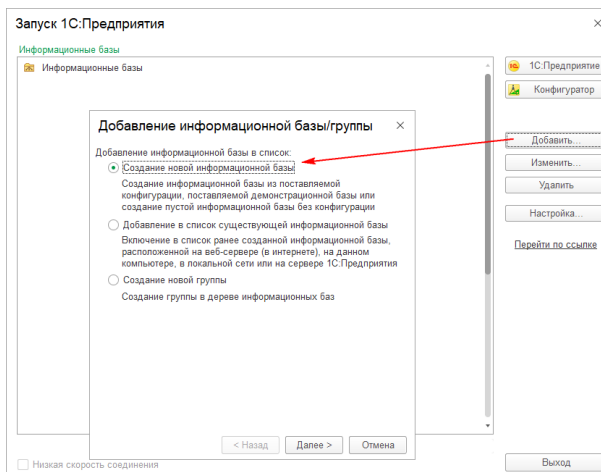 Запуск 1С:Предприятия
Информационные базы
Информационные базы
1С:Предприятие
Конфигуратор
Добавить...
Изменить...
Удалить
Настройка...
Перейти по ссылке
Добавление информационной базы/группы
Добавление информационной базы в список:
Создание новой информационной базы
Создание информационной базы из поставляемой
конфигурации, поставляемой демонстрационной базы или
создание пустой информационной базы без конфигурации
Добавление в список существующей информационной базы
Включение в список ранее созданной информационной базы,
расположенной на веб-сервере (в интернете), на данном
компьютере, в локальной сети или на сервере 1С:Предприятия
Создание новой группы
Создание группы в дереве информационных баз
< Назад Далее > Отмена
Низкая скорость соединения
Выход